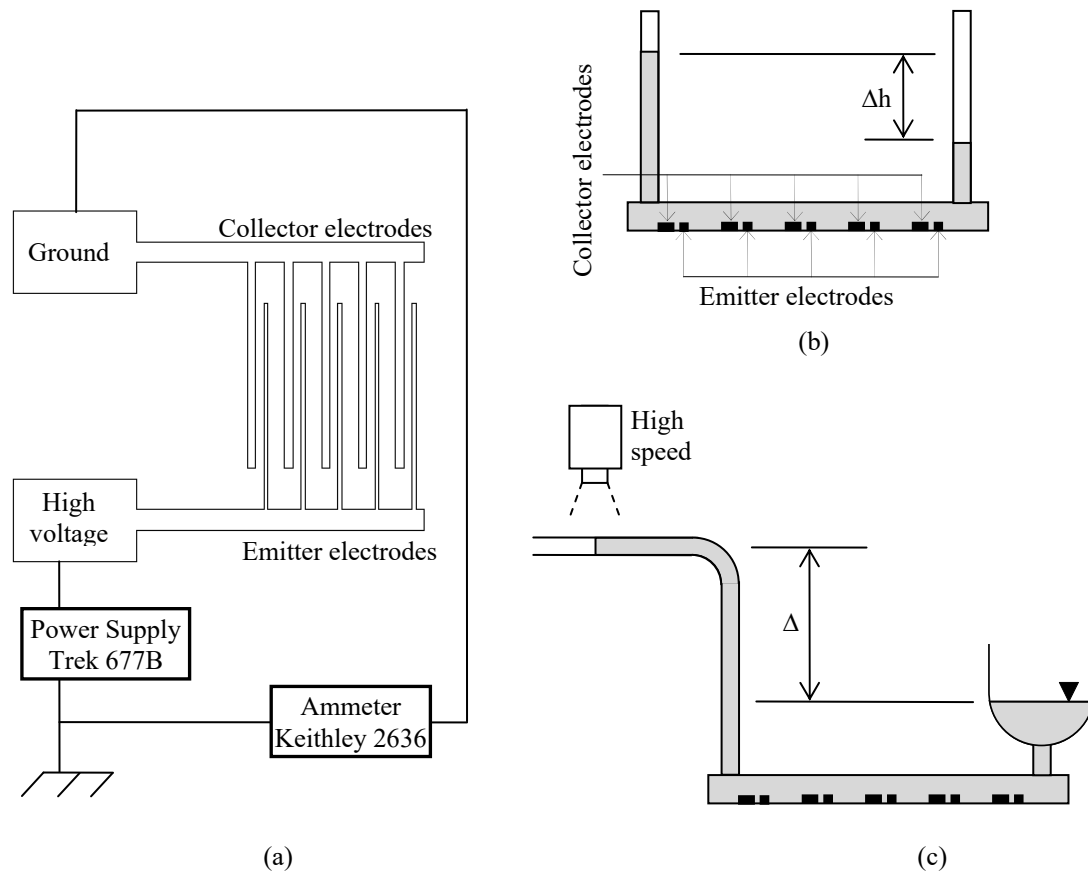 Ground
Collector electrodes
High
voltage
Emitter electrodes
Power Supply
Trek 677B
Ammeter
Keithley 2636
(a)
Collector electrodes
Δh
Emitter electrodes
(b)
High
speed
Δ
(c)